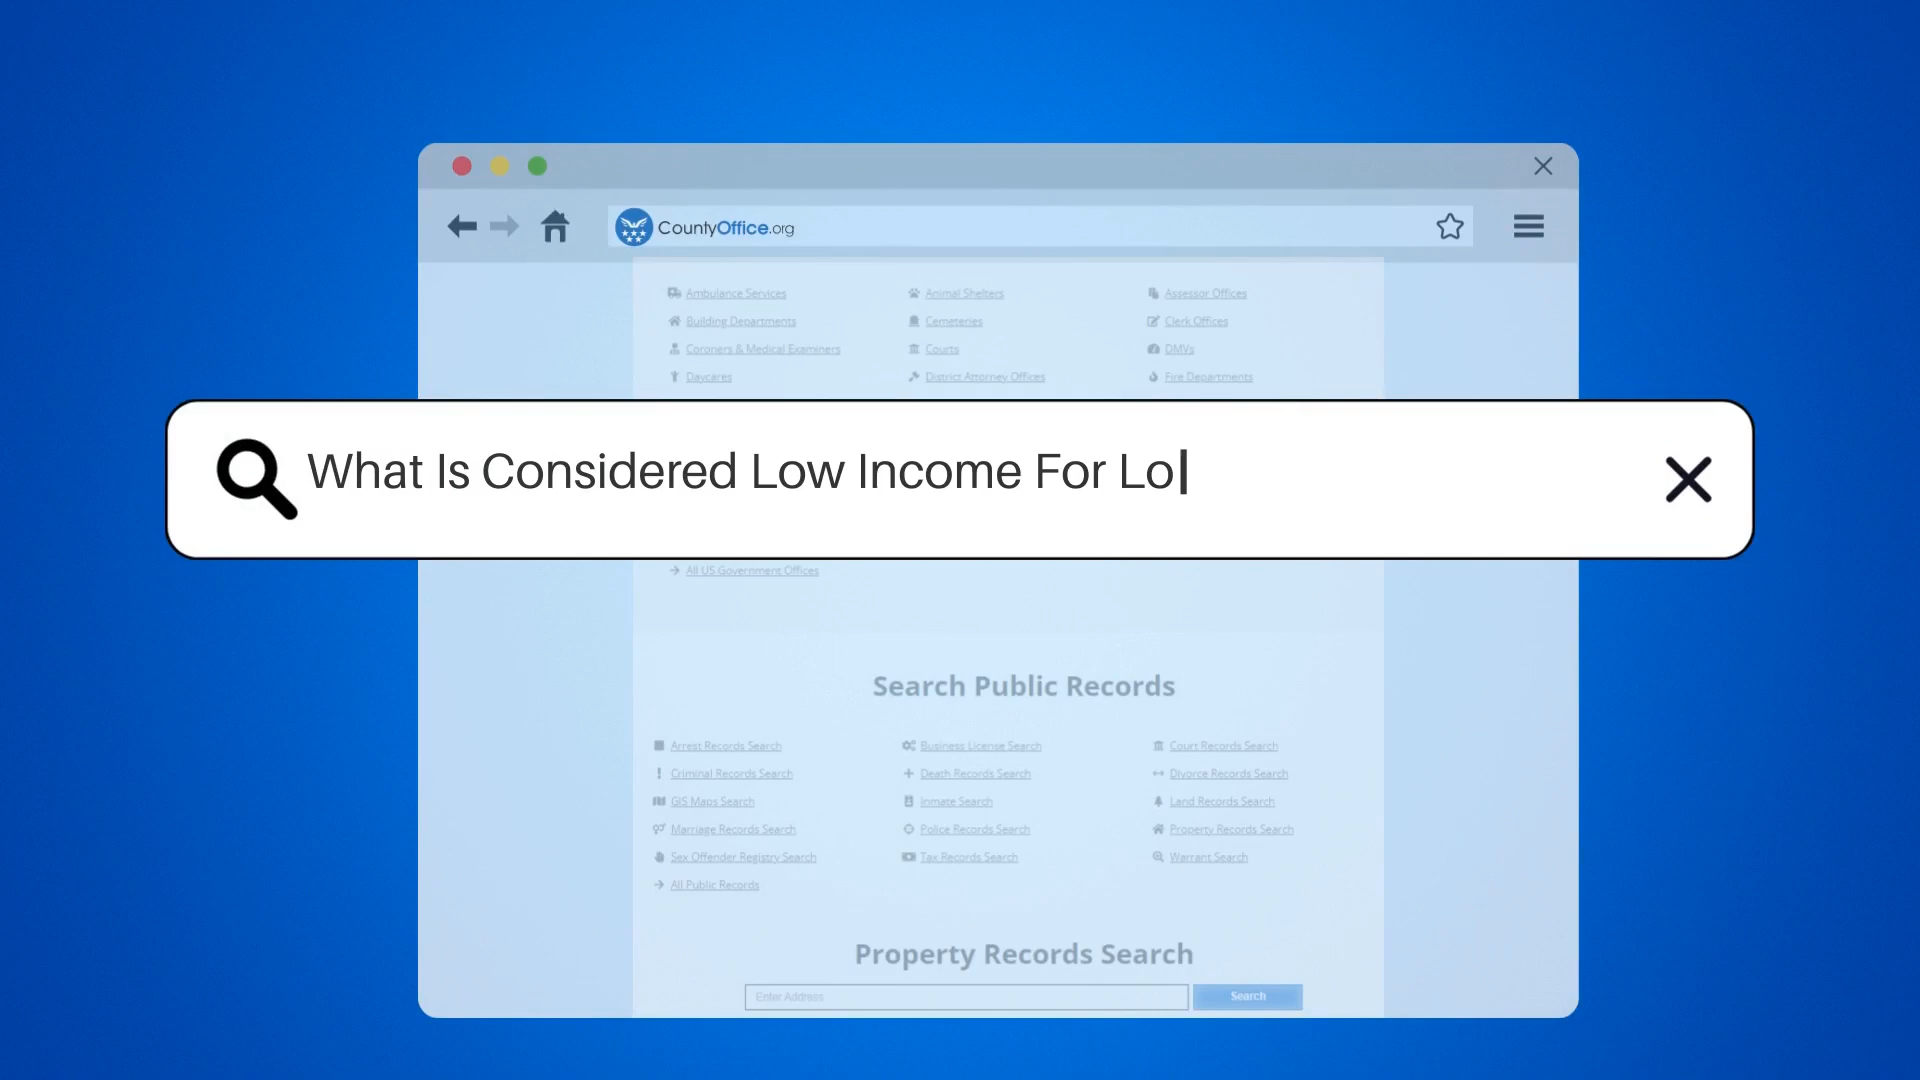 CountyOffice.org
Ambulance Services Animal Shelters Assessor Offices
Building Departments Cemeteries Clerk Offices
Coroners & Medical Examiners Courts DMVs
Daycares District Attorney Offices Fire Departments
What Is Considered Low Income For Lo
All US Government Offices
Search Public Records
Arrest Records Search Business License Search Court Records Search
Criminal Records Search Death Records Search Divorce Records Search
GIS Maps Search Inmate Search Land Records Search
Marriage Records Search Police Records Search Property Records Search
Sex Offender Registry Search Tax Records Search Warrant Search
All Public Records
Property Records Search
Enter Address Search